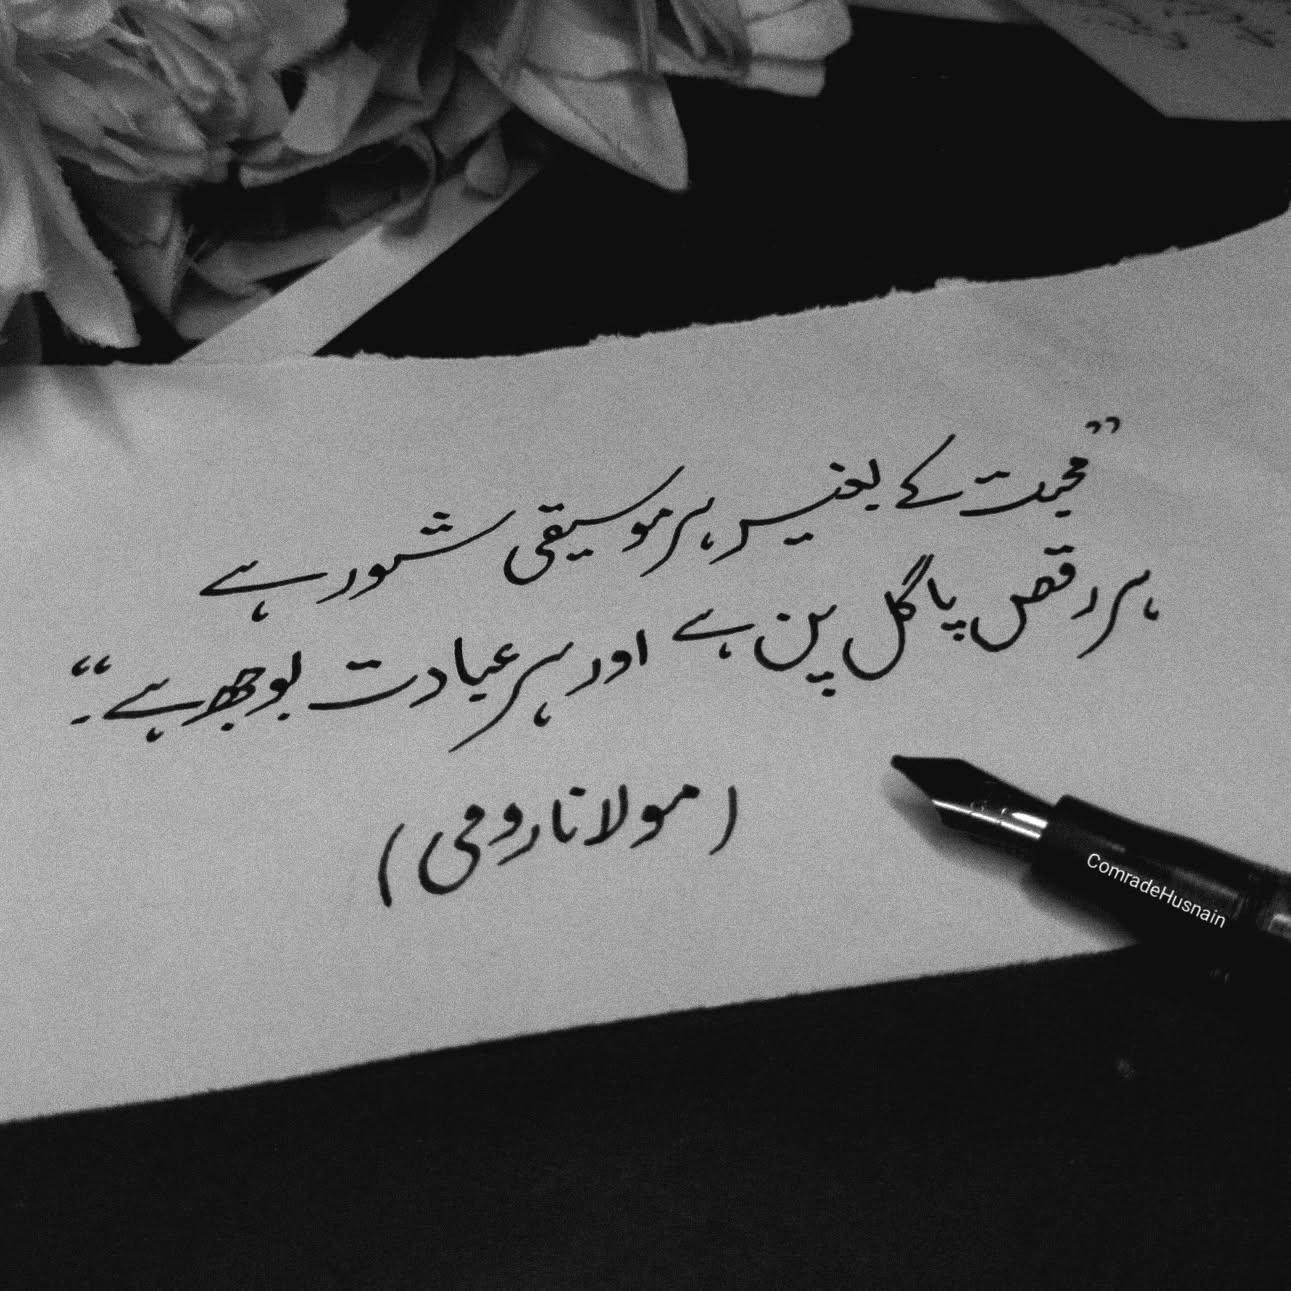 ”محبت کے بغیر ہر موسیقی شور ہے
ہر رقص پاگل پن ہے اور ہر عبادت بوجھ ہے۔“
(مولانا رومی)
ComradeHusnain